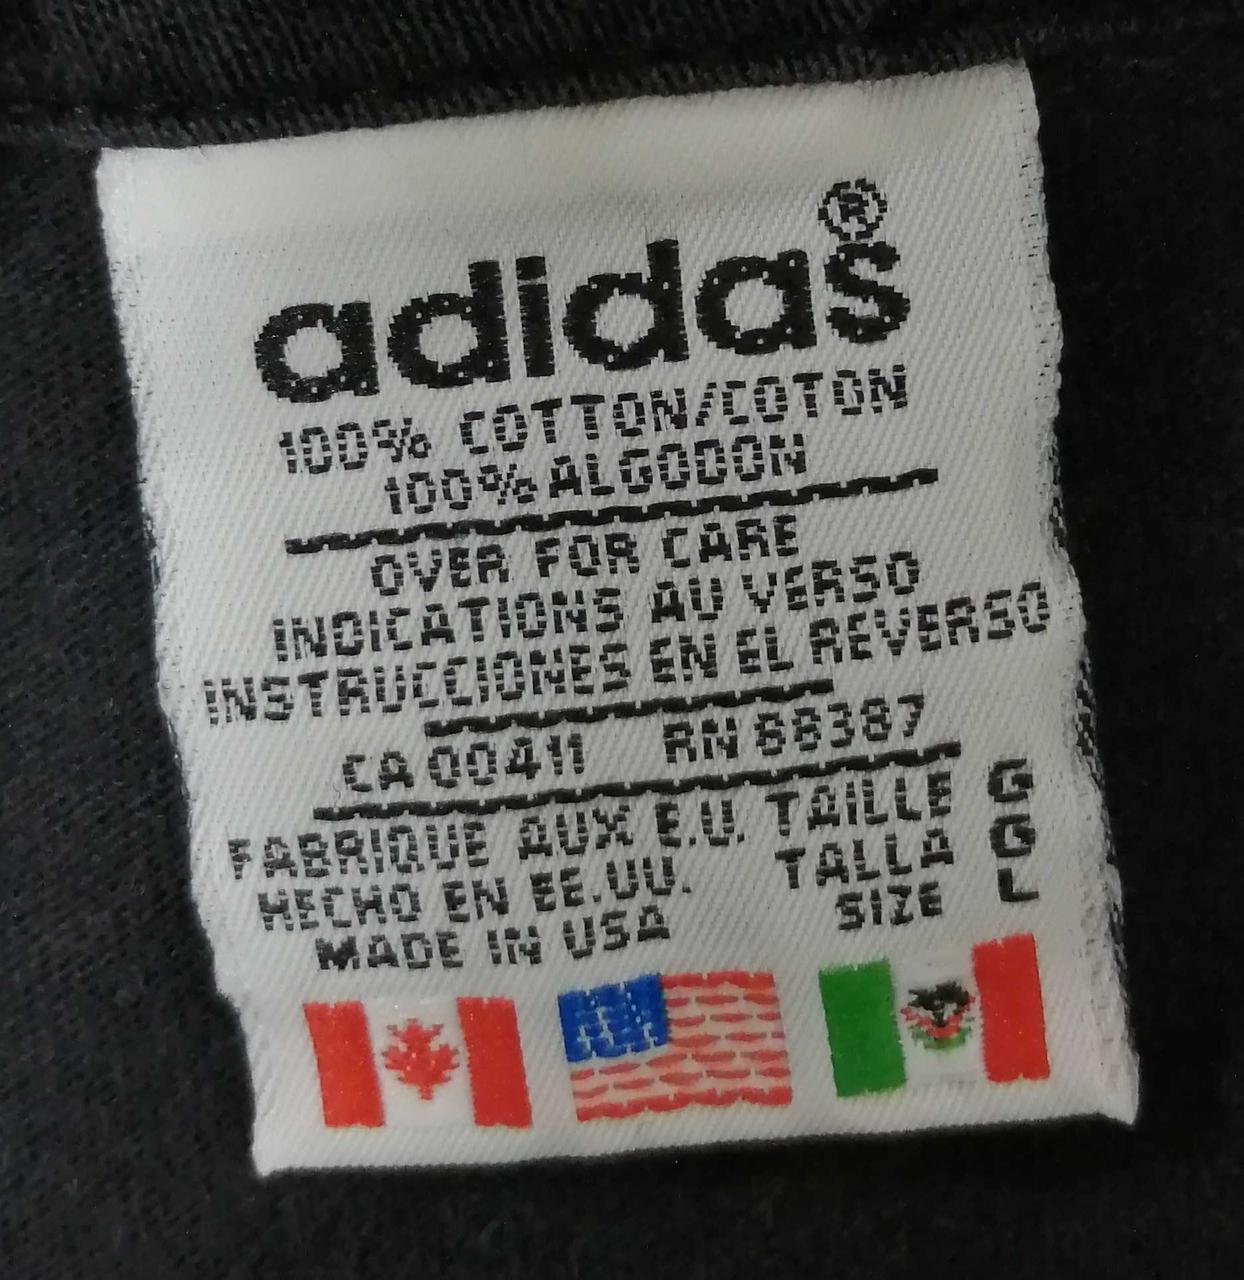 adidas®
100% COTTON/COTON
100% ALGODON
OVER FOR CARE
INDICATIONS AU VERSO
INSTRUCCIONES EN EL REVERSO
CA 00411 RN 88387
FABRIQUE AUX E.U. TAILLE G
HECHO EN EE.UU. TALLA G
MADE IN USA SIZE L